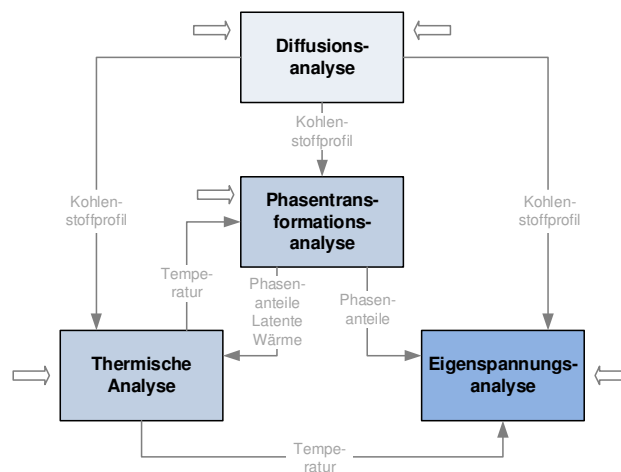 Diffusions-
analyse
Kohlen-
stoffprofil
Kohlen-
stoffprofil
Kohlen-
stoffprofil
Phasentrans-
formations-
analyse
Tempe-
ratur
Phasen-
anteile
Latente
Wärme
Phasen-
anteile
Thermische
Analyse
Eigenspannungs-
analyse
Tempe-
ratur